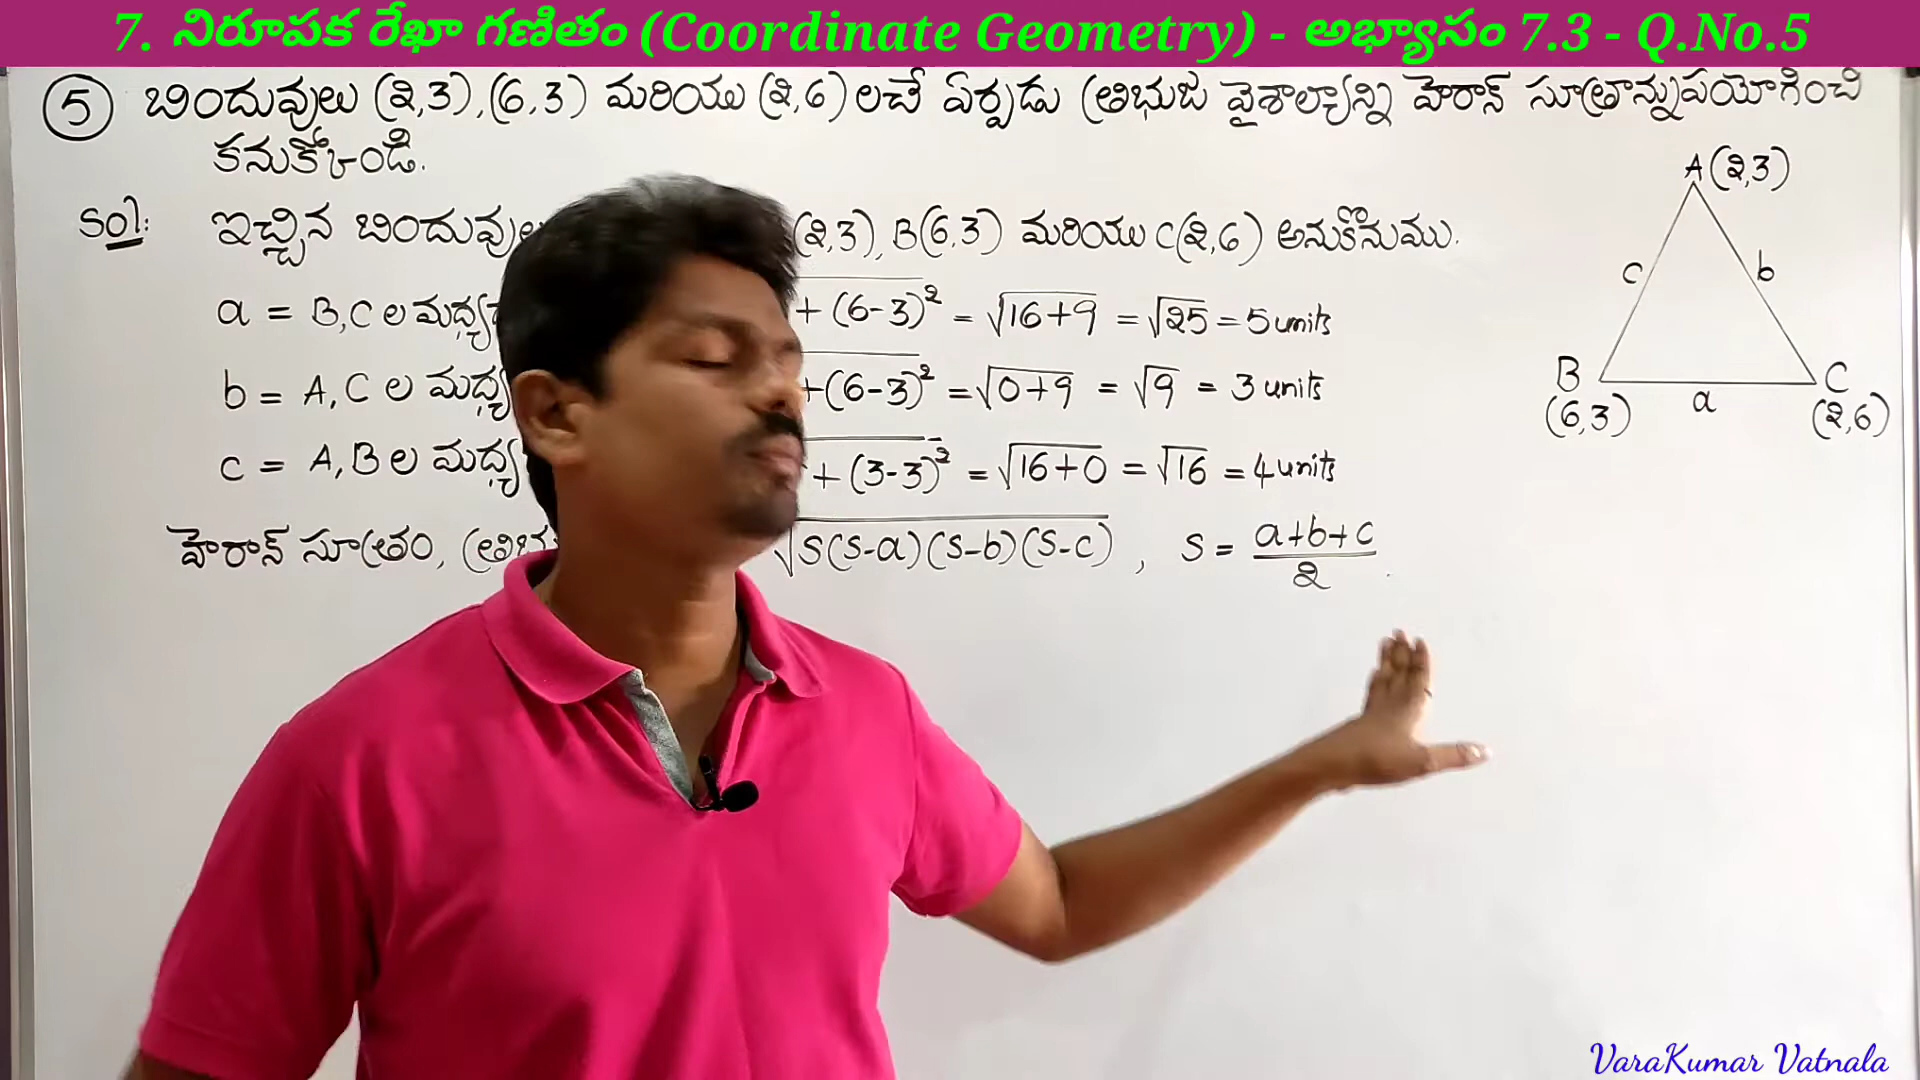 7. నిరూపక రేఖా గణితం (Coordinate Geometry) - అభ్యాసం 7.3 - Q.No.5
5 బిందువులు (2,3), (6,3) మరియు (2,6) లచే ఏర్పడు త్రిభుజ వైశాల్యాన్ని హెరాన్ సూత్రాన్నుపయోగించి
కనుక్కోండి.
Sol: ఇచ్చిన బిందువులు (2,3), B(6,3) మరియు C(2,6) అనుకొనుము.
a = B,C ల + (6-3)² = √16+9 = √25 = 5 units
b = A,C ల +(6-3)² = √0+9 = √9 = 3 units
c = A,B ల + (3-3)² = √16+0 = √16 = 4 units
హెరాన్ సూత్రం, √S(S-a)(S-b)(S-c) , S = a+b+c
2
A (2,3)
c b
B C
(6,3) a (2,6)
VaraKumar Vatnala